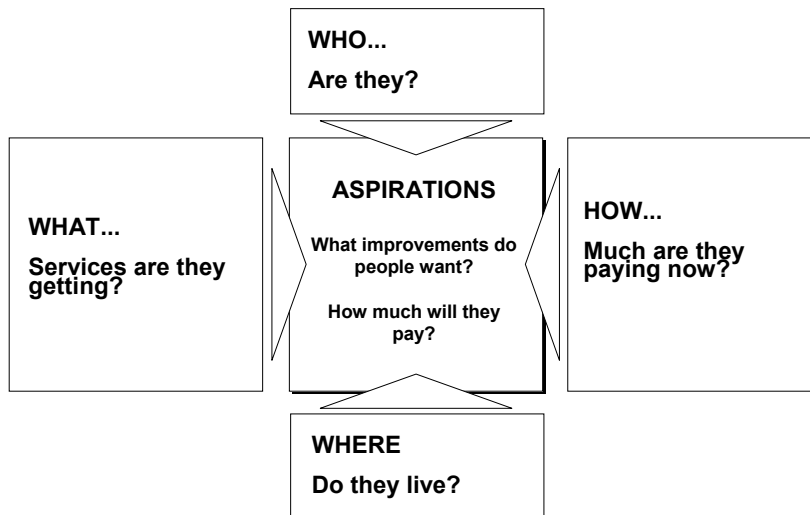 WHO...
Are they?
WHAT...
Services are they
getting?
ASPIRATIONS
What improvements do
people want?
How much will they
pay?
HOW...
Much are they
paying now?
WHERE
Do they live?